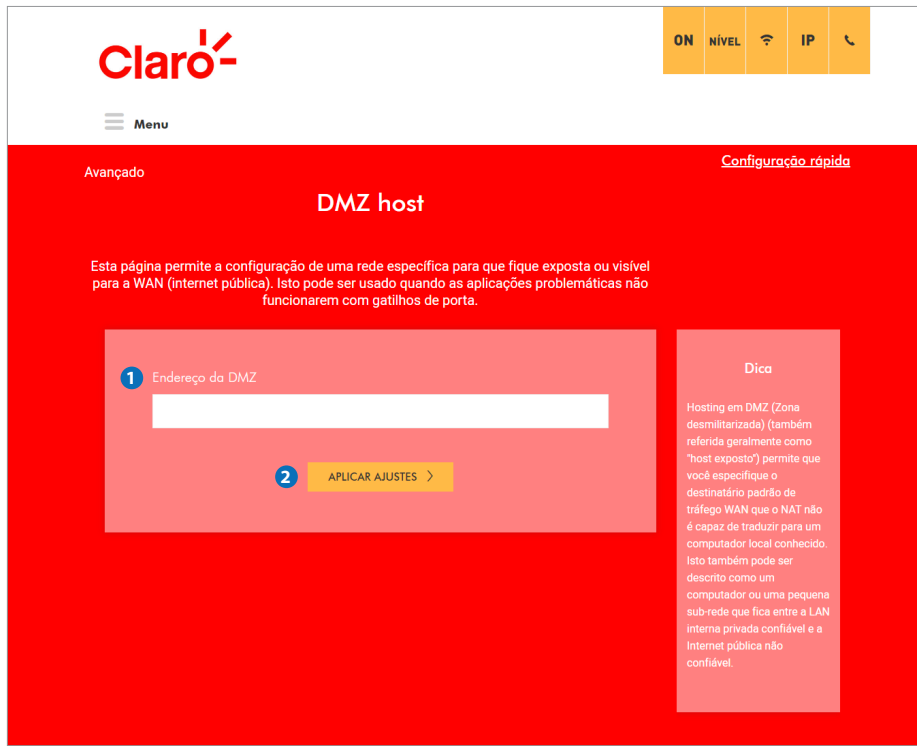 Claro
ON NÍVEL IP
Menu
Configuração rápida
Avançado
DMZ host
Esta página permite a configuração de uma rede específica para que fique exposta ou visível
para a WAN (internet pública). Isto pode ser usado quando as aplicações problemáticas não
funcionarem com gatilhos de porta.
1 Endereço da DMZ
2 APLICAR AJUSTES
Dica
Hosting em DMZ (Zona
desmilitarizada) (também
referida geralmente como
"host exposto") permite que
você especifique o
destinatário padrão de
tráfego WAN que o NAT não
é capaz de traduzir para um
computador local conhecido.
Isto também pode ser
descrito como um
computador ou uma pequena
sub-rede que fica entre a LAN
interna privada confiável e a
Internet pública não
confiável.